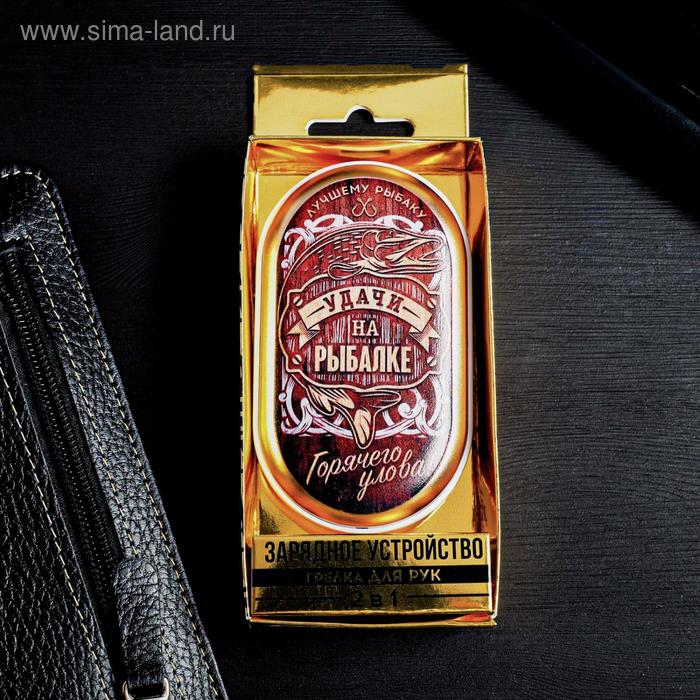 www.sima-land.ru
ЛУЧШЕМУ РЫБАКУ
УДАЧИ
НА
РЫБАЛКЕ
Горячего
улова
ЗАРЯДНОЕ УСТРОЙСТВО
ГРЕЛКА ДЛЯ РУК
2 в 1